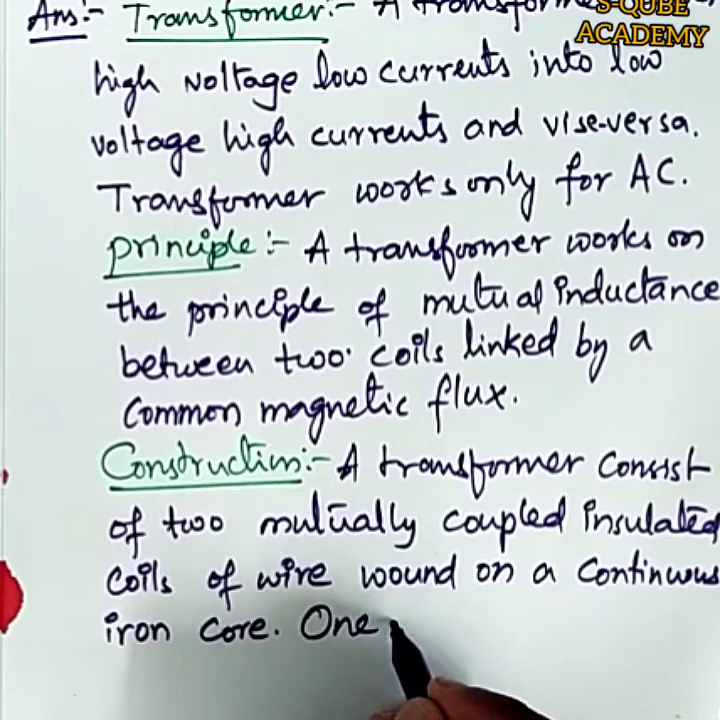 S-QUBE
ACADEMY
Ans:- Transformer:- A
high voltage low currents into low
voltage high currents and vise-versa.
Transformer works only for AC.
principle:- A transformer works on
the principle of mutual inductance
between two coils linked by a
common magnetic flux.
Construction:- A transformer consist
of two mutually coupled insulated
coils of wire wound on a continuous
iron core. One